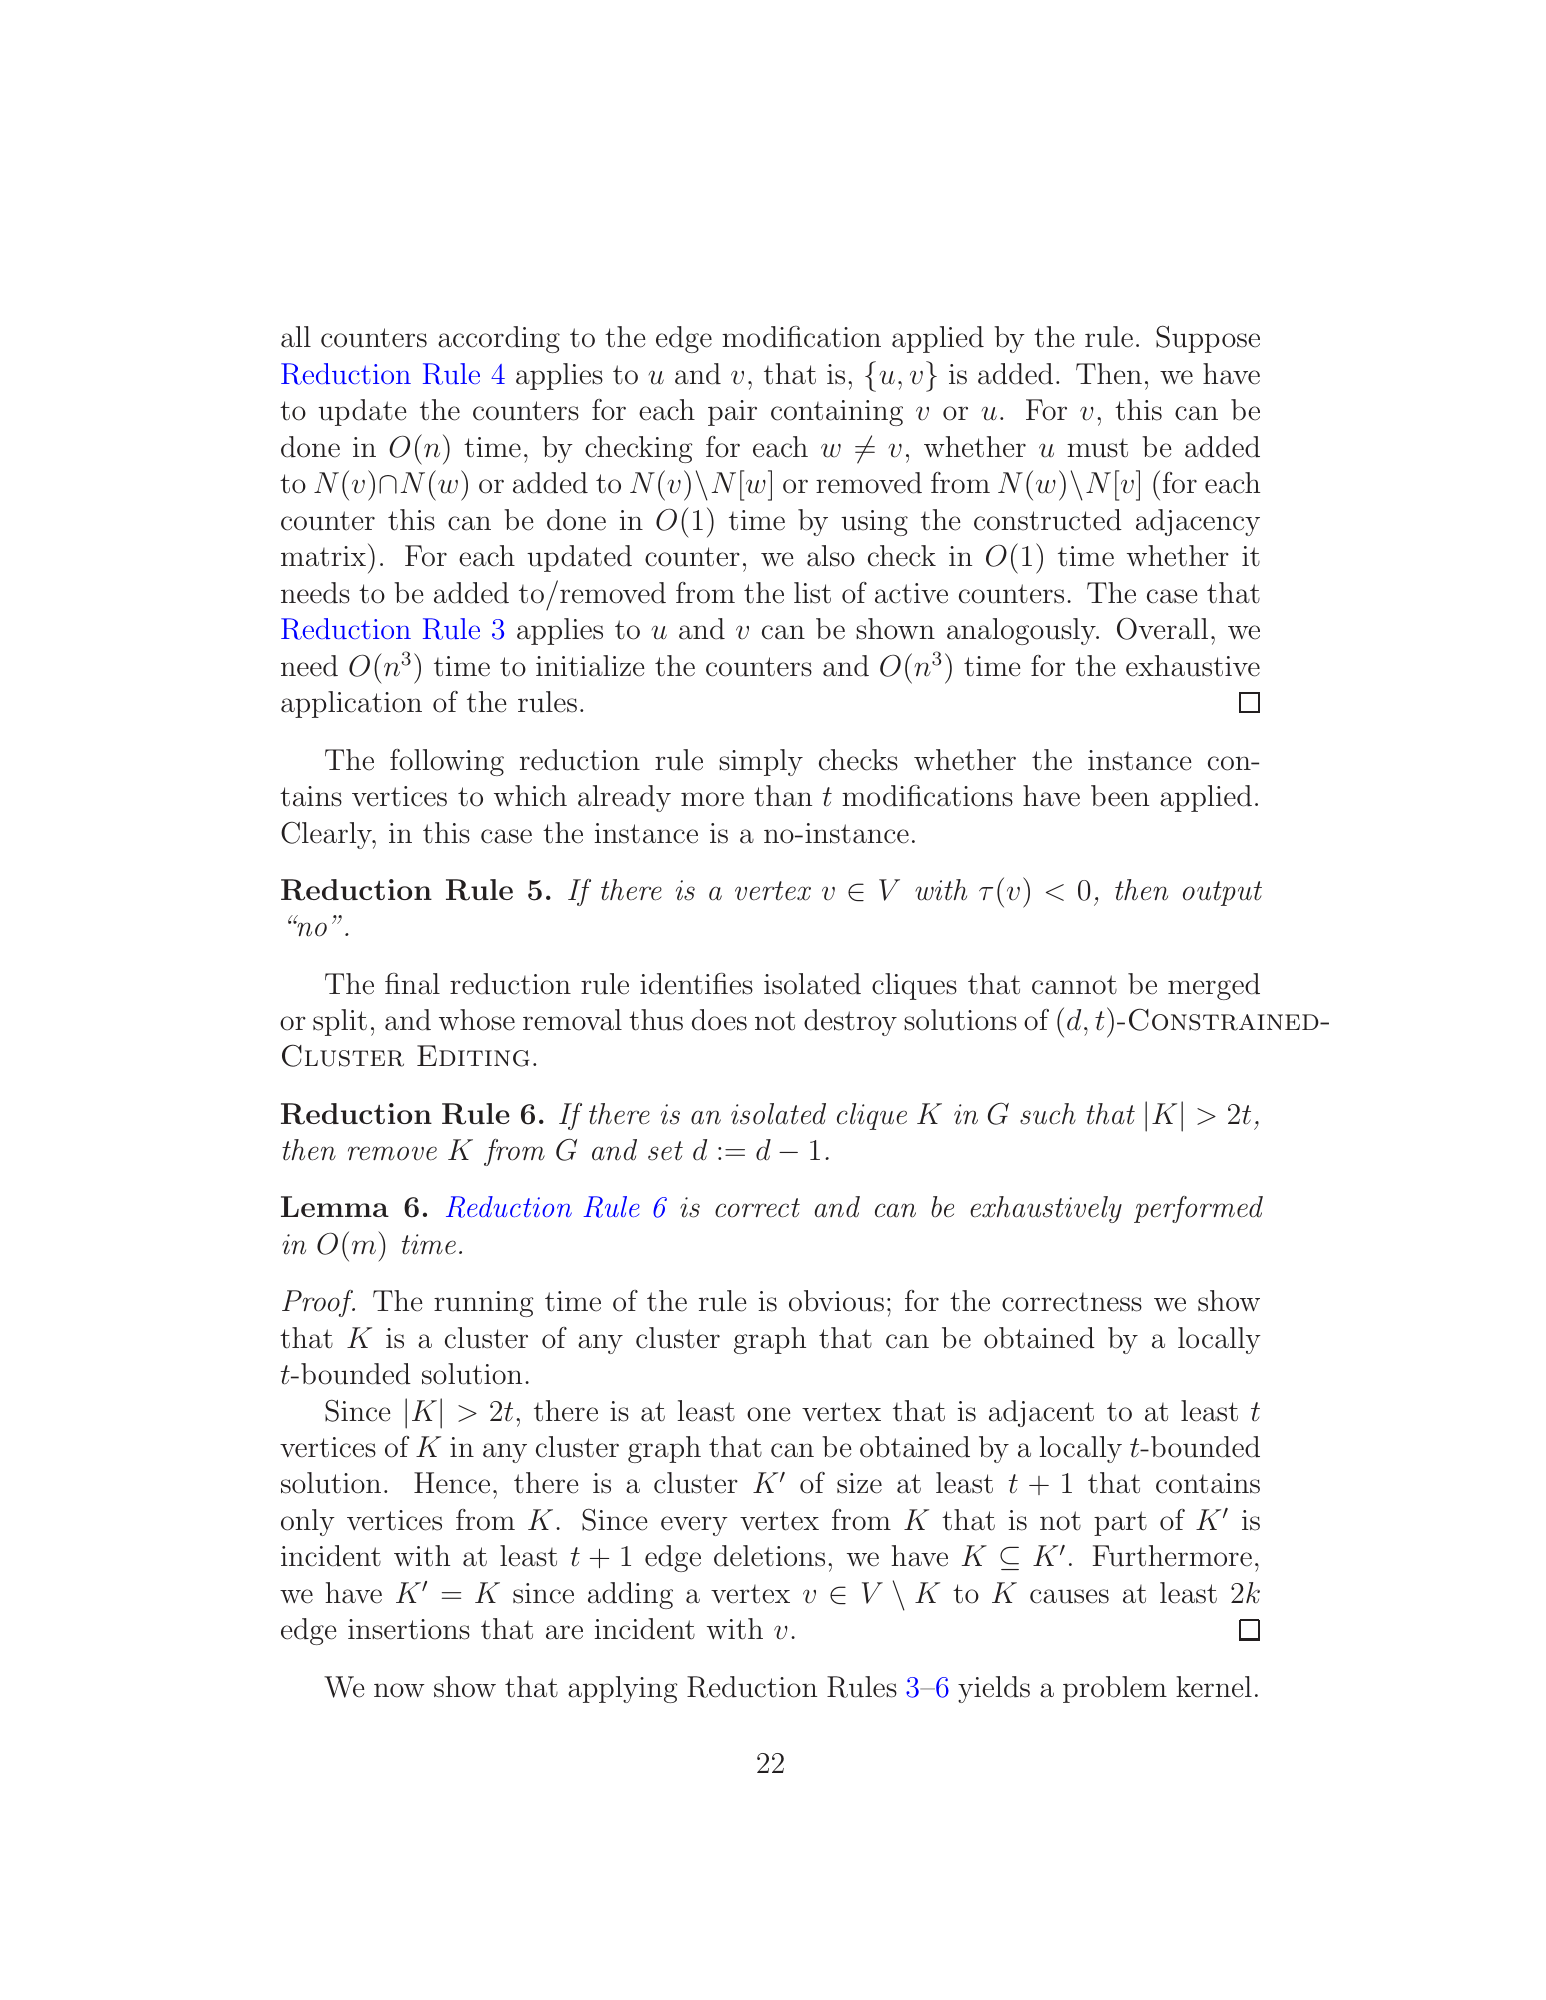 all counters according to the edge modification applied by the rule. Suppose
Reduction Rule 4 applies to u and v, that is, {u, v} is added. Then, we have
to update the counters for each pair containing v or u. For v, this can be
done in O(n) time, by checking for each w ≠ v, whether u must be added
to N(v)∩N(w) or added to N(v)\N[w] or removed from N(w)\N[v] (for each
counter this can be done in O(1) time by using the constructed adjacency
matrix). For each updated counter, we also check in O(1) time whether it
needs to be added to/removed from the list of active counters. The case that
Reduction Rule 3 applies to u and v can be shown analogously. Overall, we
need O(n³) time to initialize the counters and O(n³) time for the exhaustive
application of the rules. □
The following reduction rule simply checks whether the instance con-
tains vertices to which already more than t modifications have been applied.
Clearly, in this case the instance is a no-instance.
Reduction Rule 5. If there is a vertex v ∈ V with τ(v) < 0, then output
“no”.
The final reduction rule identifies isolated cliques that cannot be merged
or split, and whose removal thus does not destroy solutions of (d, t)-Constrained-
Cluster Editing.
Reduction Rule 6. If there is an isolated clique K in G such that |K| > 2t,
then remove K from G and set d := d − 1.
Lemma 6. Reduction Rule 6 is correct and can be exhaustively performed
in O(m) time.
Proof. The running time of the rule is obvious; for the correctness we show
that K is a cluster of any cluster graph that can be obtained by a locally
t-bounded solution.
Since |K| > 2t, there is at least one vertex that is adjacent to at least t
vertices of K in any cluster graph that can be obtained by a locally t-bounded
solution. Hence, there is a cluster K′ of size at least t + 1 that contains
only vertices from K. Since every vertex from K that is not part of K′ is
incident with at least t + 1 edge deletions, we have K ⊆ K′. Furthermore,
we have K′ = K since adding a vertex v ∈ V \ K to K causes at least 2k
edge insertions that are incident with v. □
We now show that applying Reduction Rules 3–6 yields a problem kernel.
22